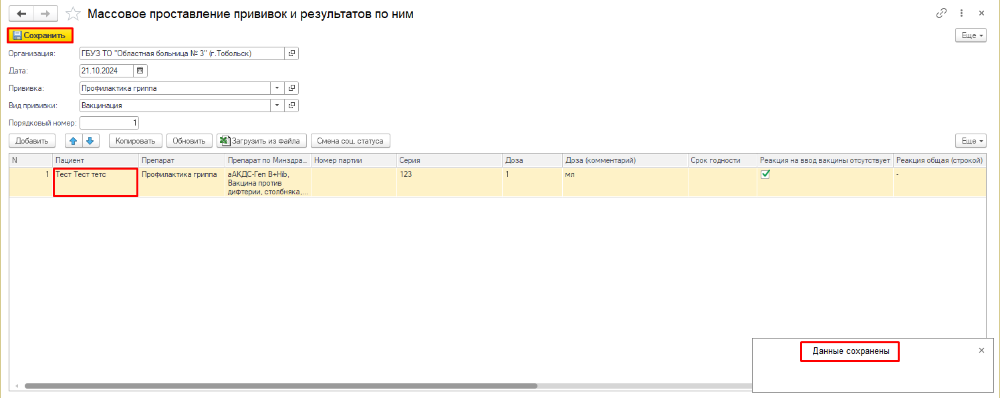 Массовое проставление прививок и результатов по ним
Сохранить
Еще
Организация: ГБУЗ ТО "Областная больница № 3" (г.Тобольск)
Дата: 21.10.2024
Прививка: Профилактика гриппа
Вид прививки: Вакцинация
Порядковый номер: 1
Добавить Копировать Обновить Загрузить из файла Смена соц. статуса Еще
N Пациент Препарат Препарат по Минздра... Номер партии Серия Доза Доза (комментарий) Срок годности Реакция на ввод вакцины отсутствует Реакция общая (строкой)
1 Тест Тест тетс Профилактика гриппа аАКДС-Геп В+Hib, 123 1 мл -
Вакцина против
дифтерии, столбняка,...
Данные сохранены